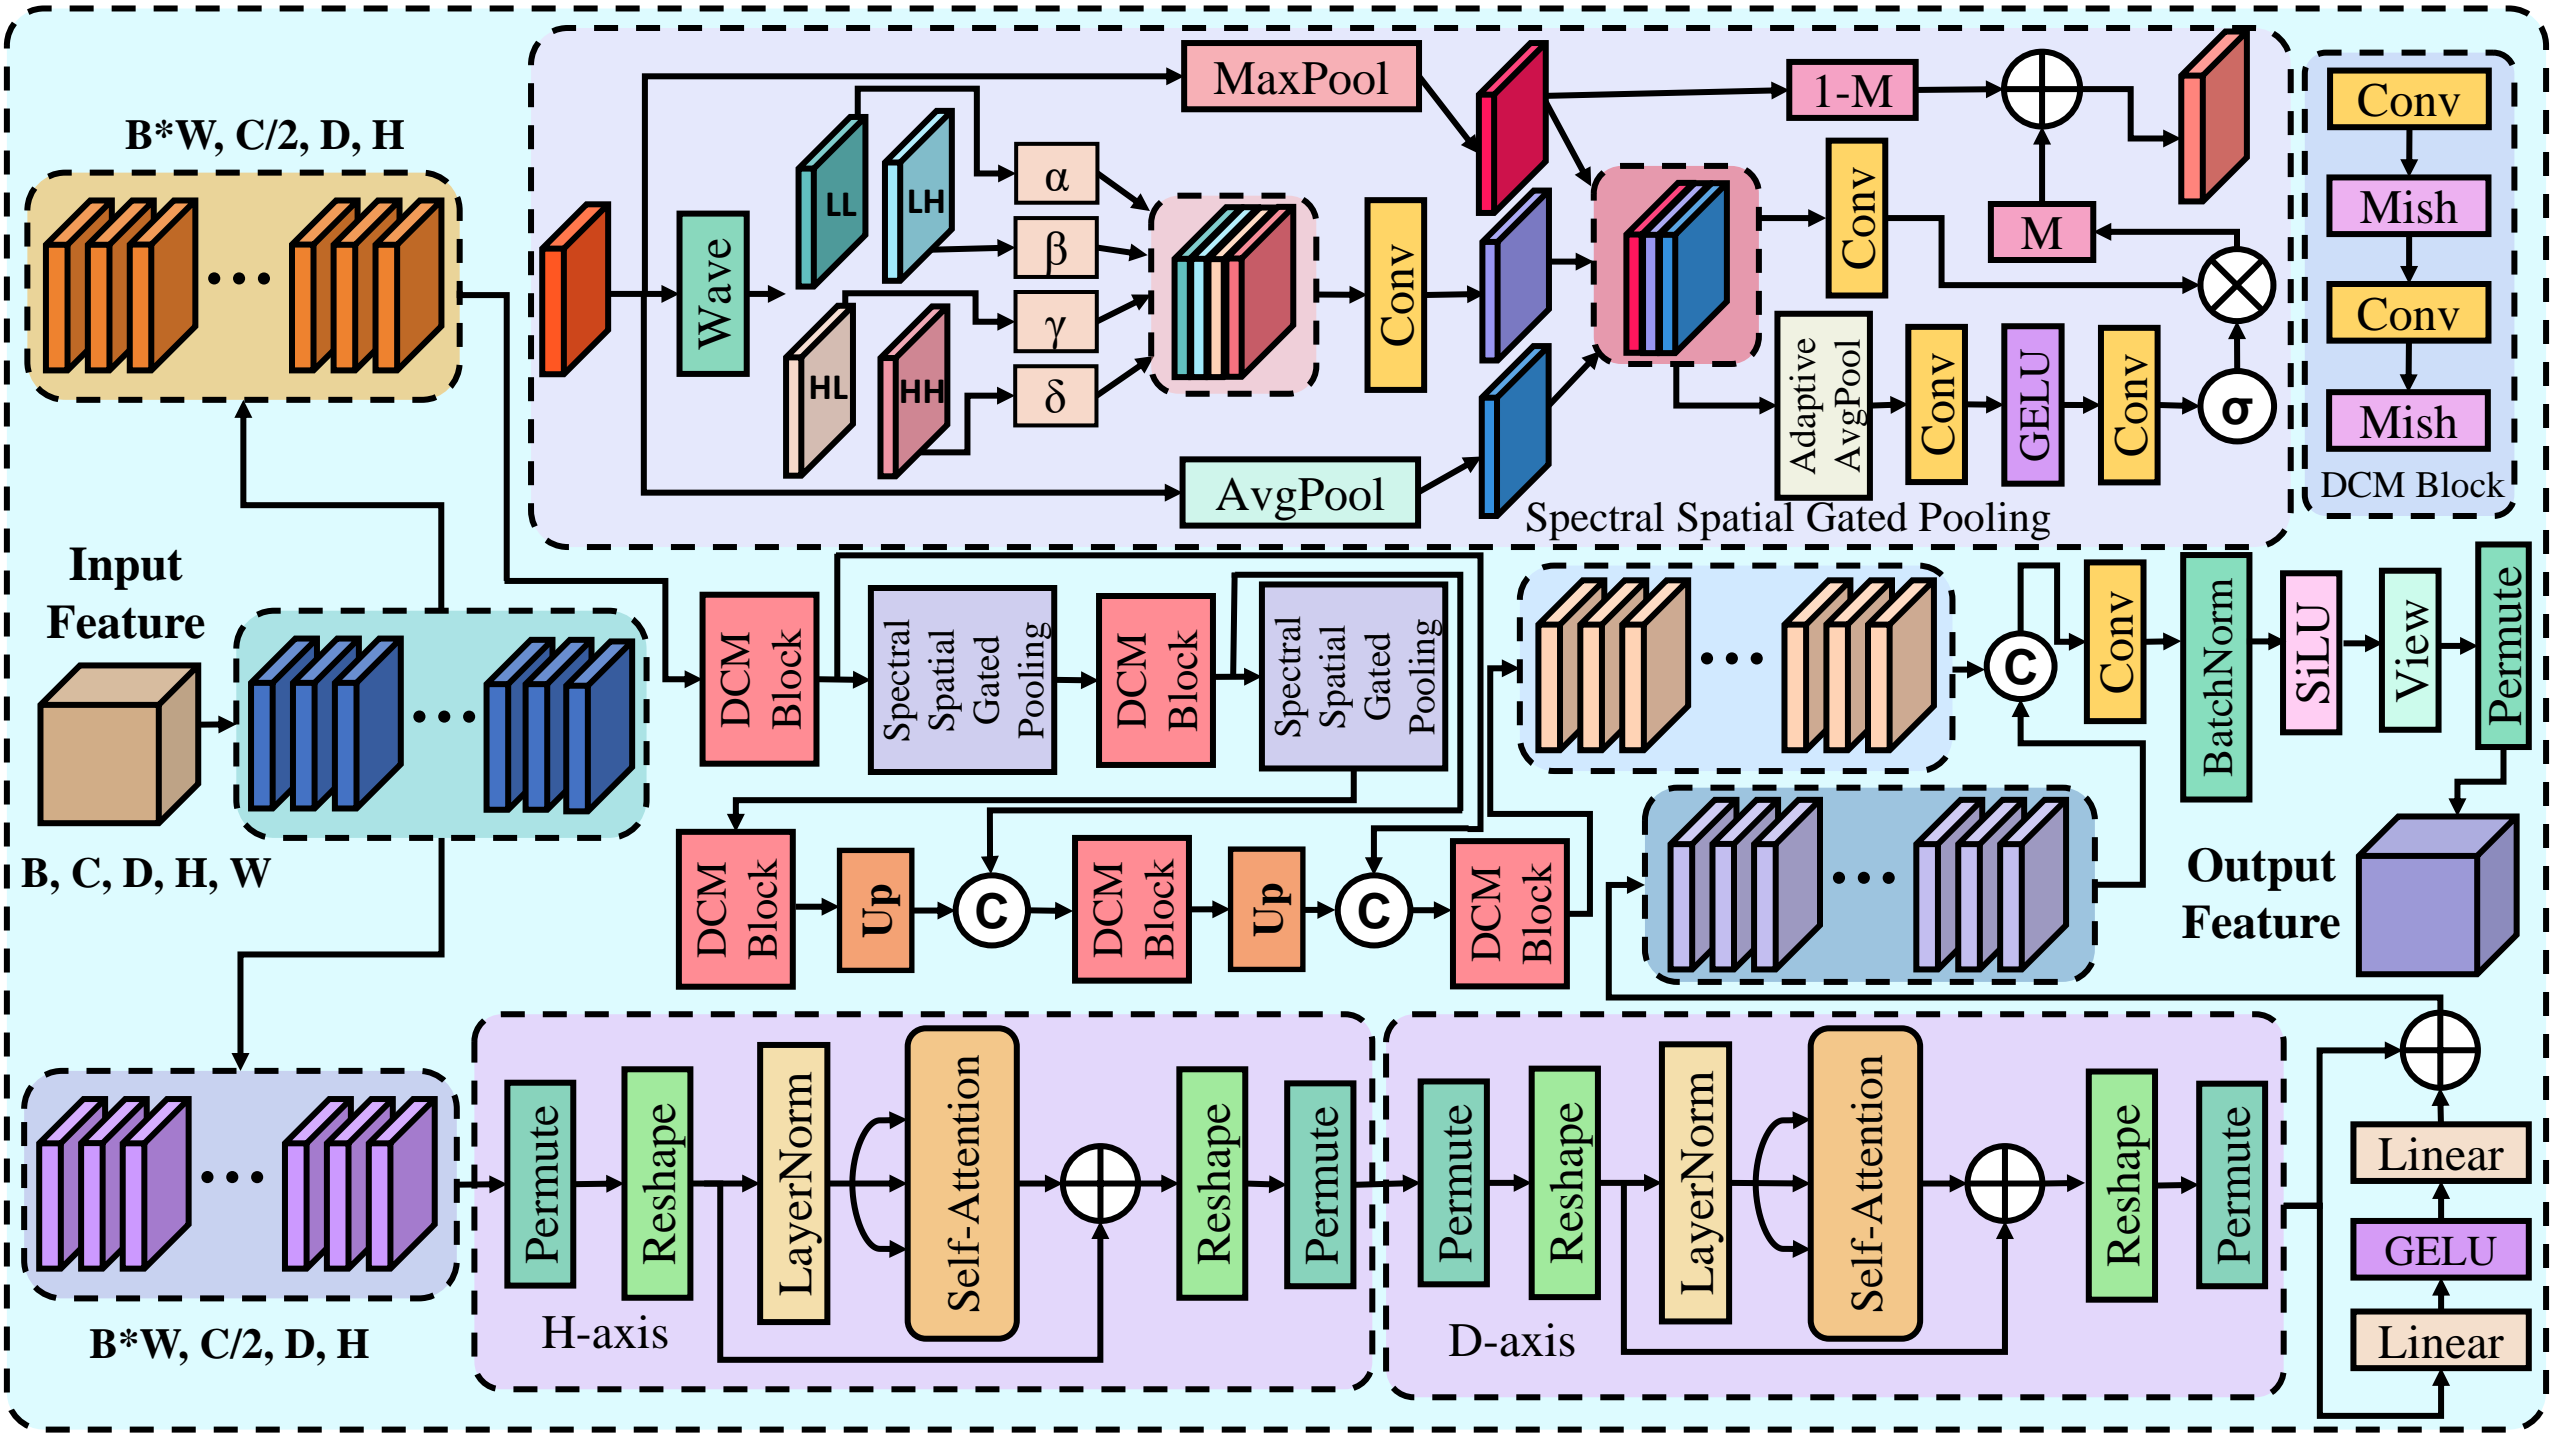 B*W, C/2, D, H
Input
Feature
B, C, D, H, W
B*W, C/2, D, H
Wave
LL
LH
HL
HH
α
β
γ
δ
MaxPool
AvgPool
Conv
1-M
Conv
M
Adaptive
AvgPool
Conv
GELU
Conv
σ
Spectral Spatial Gated Pooling
Conv
Mish
Conv
Mish
DCM Block
DCM
Block
Spectral
Spatial
Gated
Pooling
DCM
Block
Spectral
Spatial
Gated
Pooling
DCM
Block
Up
C
DCM
Block
Up
C
DCM
Block
C
Conv
BatchNorm
SiLU
View
Permute
Output
Feature
Permute
Reshape
LayerNorm
Self-Attention
Reshape
Permute
H-axis
Permute
Reshape
LayerNorm
Self-Attention
Reshape
Permute
D-axis
Linear
GELU
Linear